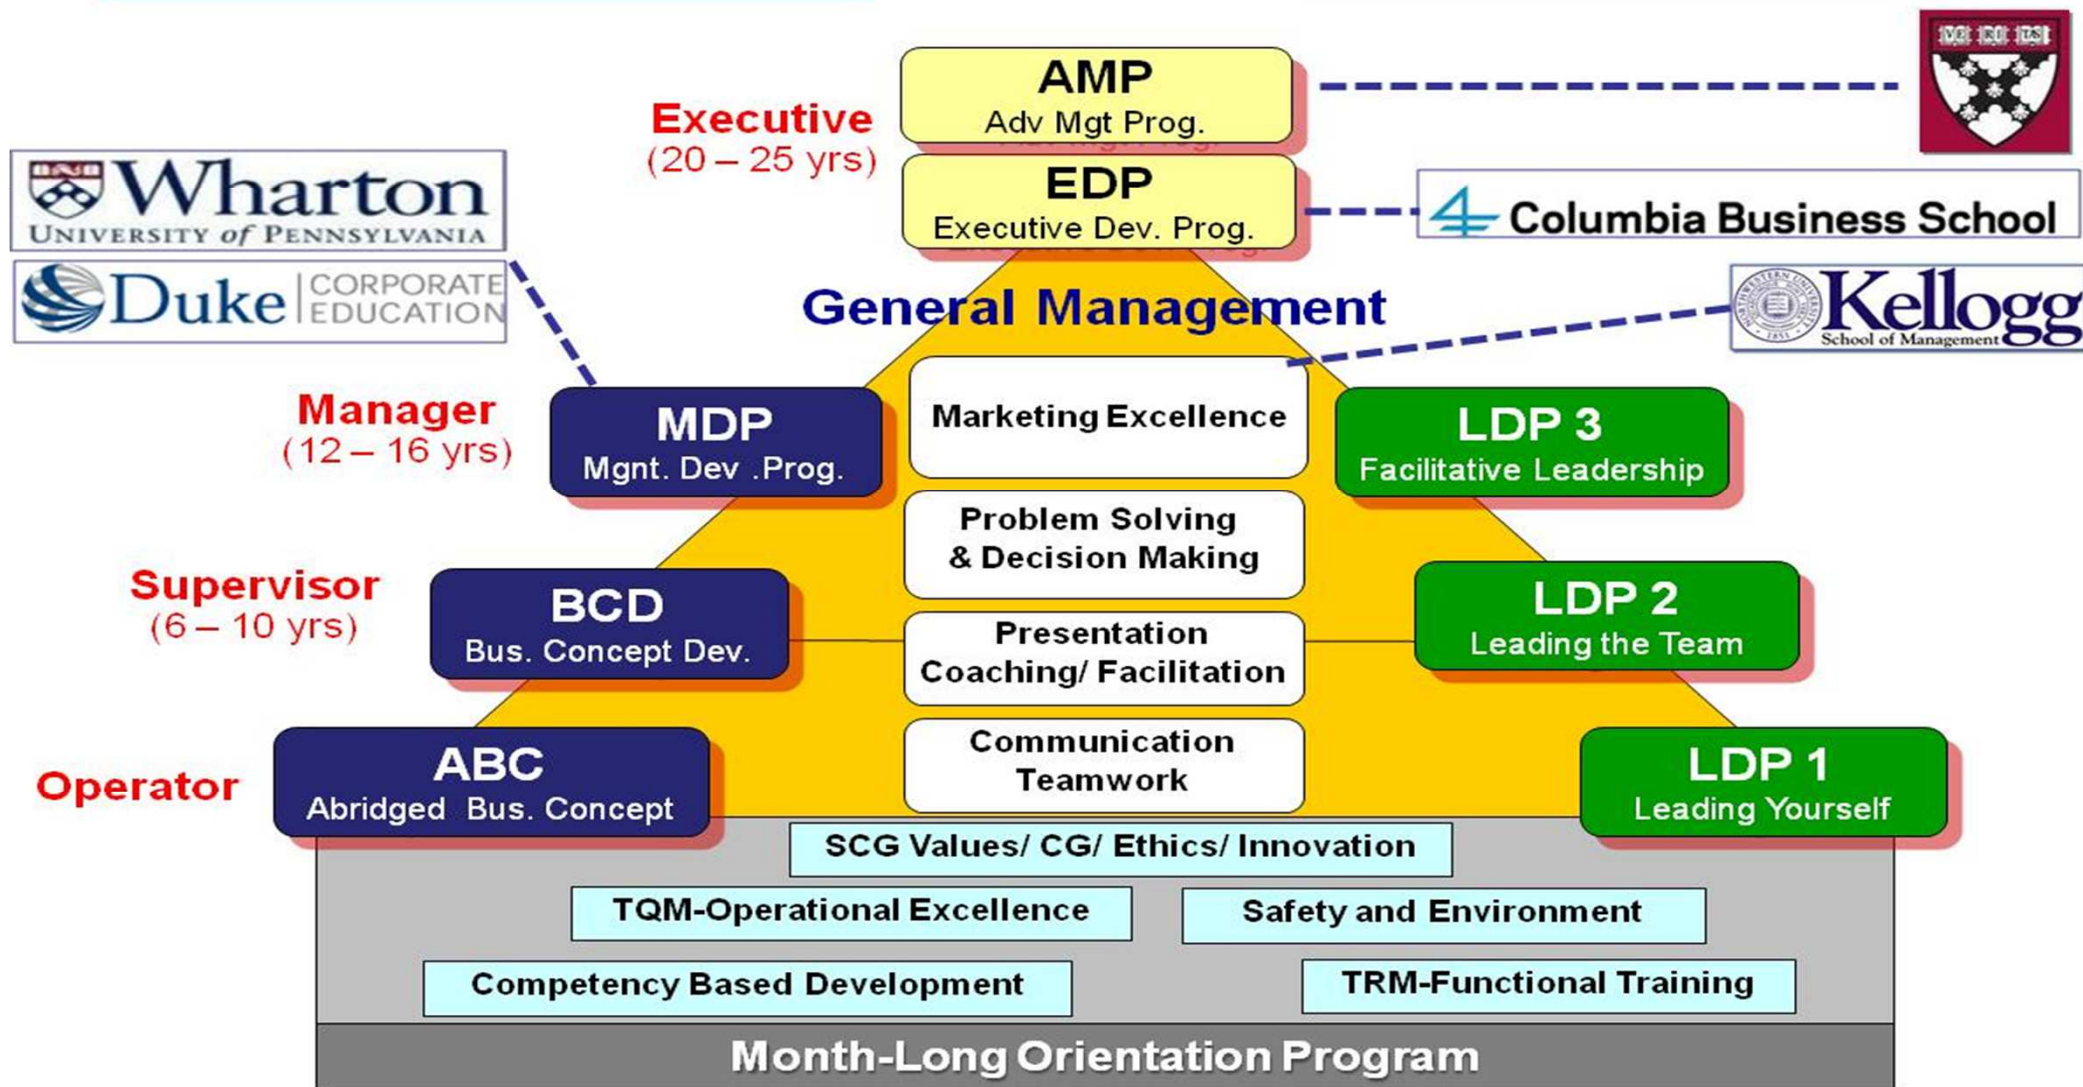 AMP
Adv Mgt Prog.
Executive
(20 – 25 yrs)
EDP
Executive Dev. Prog.
Columbia Business School
Wharton
UNIVERSITY of PENNSYLVANIA
Duke CORPORATE
EDUCATION
General Management
Kellogg
School of Management
Manager
(12 – 16 yrs)
MDP
Mgnt. Dev .Prog.
Marketing Excellence
LDP 3
Facilitative Leadership
Problem Solving
& Decision Making
Supervisor
(6 – 10 yrs)
BCD
Bus. Concept Dev.
Presentation
Coaching/ Facilitation
LDP 2
Leading the Team
Operator
ABC
Abridged Bus. Concept
Communication
Teamwork
LDP 1
Leading Yourself
SCG Values/ CG/ Ethics/ Innovation
TQM-Operational Excellence
Safety and Environment
Competency Based Development
TRM-Functional Training
Month-Long Orientation Program